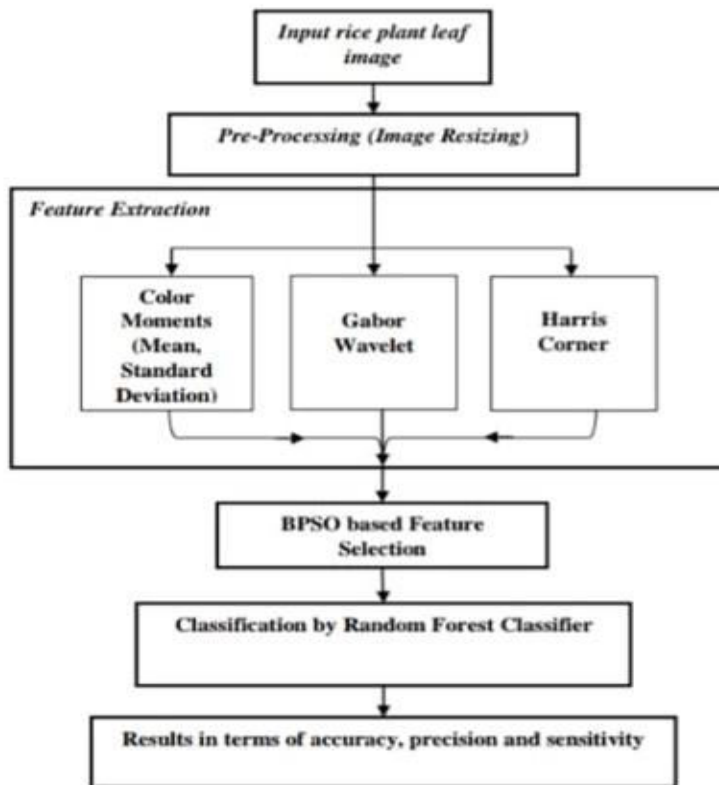 Input rice plant leaf
image
Pre-Processing (Image Resizing)
Feature Extraction
Color
Moments
(Mean,
Standard
Deviation)
Gabor
Wavelet
Harris
Corner
BPSO based Feature
Selection
Classification by Random Forest Classifier
Results in terms of accuracy, precision and sensitivity